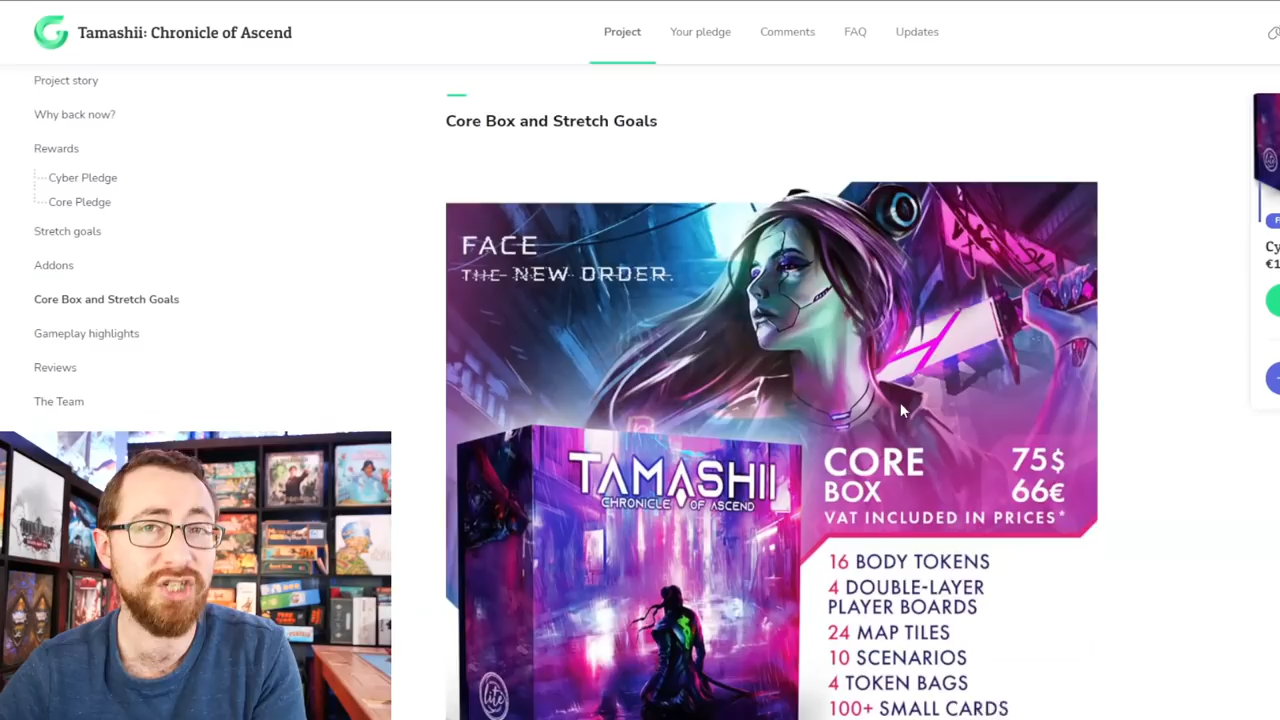 Tamashii: Chronicle of Ascend
Project
Your pledge
Comments
FAQ
Updates
Project story
Why back now?
Rewards
Cyber Pledge
Core Pledge
Stretch goals
Addons
Core Box and Stretch Goals
Gameplay highlights
Reviews
The Team
Core Box and Stretch Goals
FACE
THE NEW ORDER.
TAMASHII
CHRONICLE OF ASCEND
lite
CORE
BOX
75$
66€
VAT INCLUDED IN PRICES*
16 BODY TOKENS
4 DOUBLE-LAYER
PLAYER BOARDS
24 MAP TILES
10 SCENARIOS
4 TOKEN BAGS
100+ SMALL CARDS
F
Cy
€1